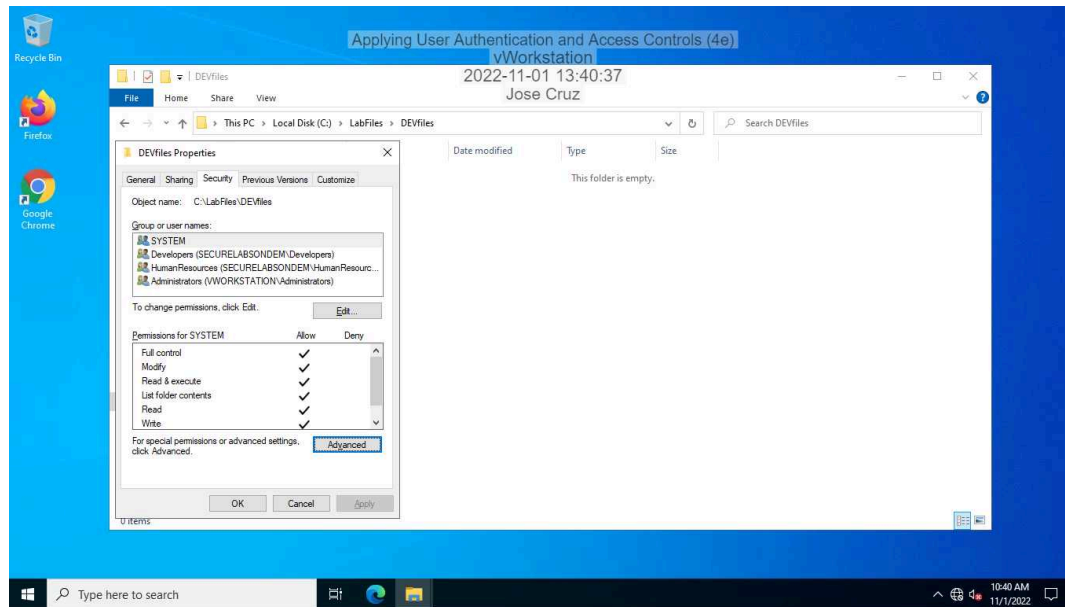 Recycle Bin
Applying User Authentication and Access Controls (4e)
vWorkstation
2022-11-01 13:40:37
Jose Cruz
DEVfiles
File Home Share View
This PC › Local Disk (C:) › LabFiles › DEVfiles
Search DEVfiles
Firefox
Google
Chrome
Date modified Type Size
This folder is empty.
DEVfiles Properties
General Sharing Security Previous Versions Customize
Object name: C:\LabFiles\DEVfiles
Group or user names:
SYSTEM
Developers (SECURELABSONDEM\Developers)
HumanResources (SECURELABSONDEM\HumanResourc...
Administrators (VWORKSTATION\Administrators)
To change permissions, click Edit.
Edit...
Permissions for SYSTEM Allow Deny
Full control
Modify
Read & execute
List folder contents
Read
Write
For special permissions or advanced settings,
click Advanced.
Advanced
OK Cancel Apply
0 items
Type here to search
10:40 AM
11/1/2022